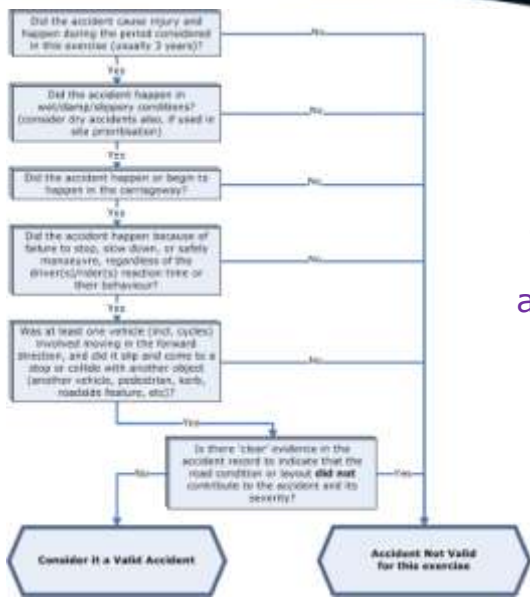 Did the accident cause injury and
happen during the period considered
in this exercise (usually 3 years)?
No
Yes
Did the accident happen in
wet/damp/slippery conditions?
(consider dry accidents also, if used in
site prioritisation)
No
Yes
Did the accident happen or begin to
happen in the carriageway?
No
Yes
Did the accident happen because of
failure to stop, slow down, or safely
manoeuvre, regardless of the
driver(s)/rider(s) reaction time or
their behaviour?
No
Yes
Was at least one vehicle (incl. cycles)
involved moving in the forward
direction, and did it slip and come to a
stop or collide with another object
(another vehicle, pedestrian, kerb,
roadside feature, etc)?
No
Yes
Is there 'clear' evidence in the
accident record to indicate that the
road condition or layout did not
contribute to the accident and its
severity?
No
Yes
Consider it a Valid Accident
Accident Not Valid
for this exercise
a